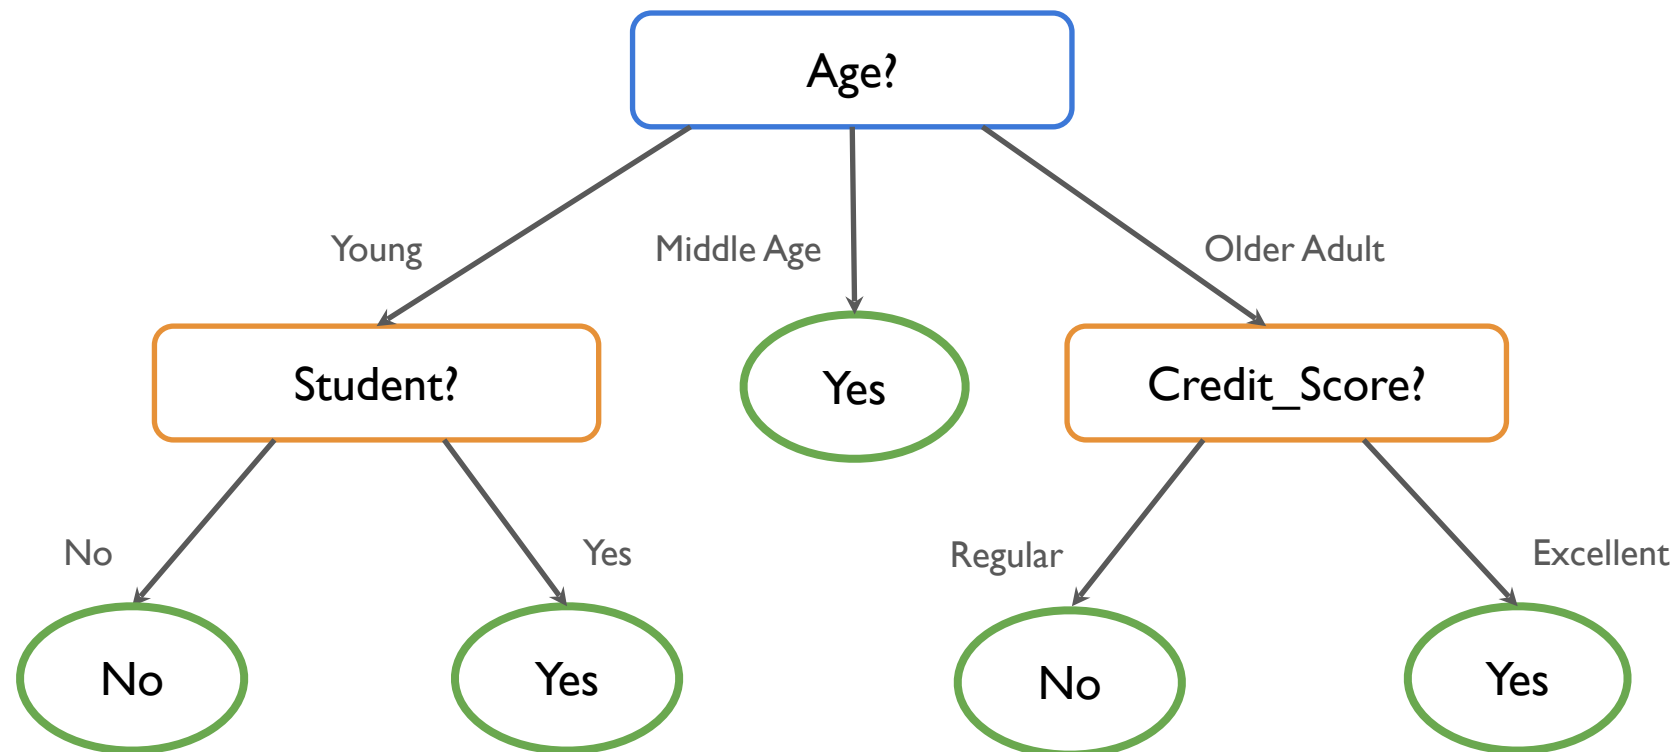 Age?
Young
Middle Age
Older Adult
Student?
Yes
Credit_Score?
No
Yes
Regular
Excellent
No
Yes
No
Yes